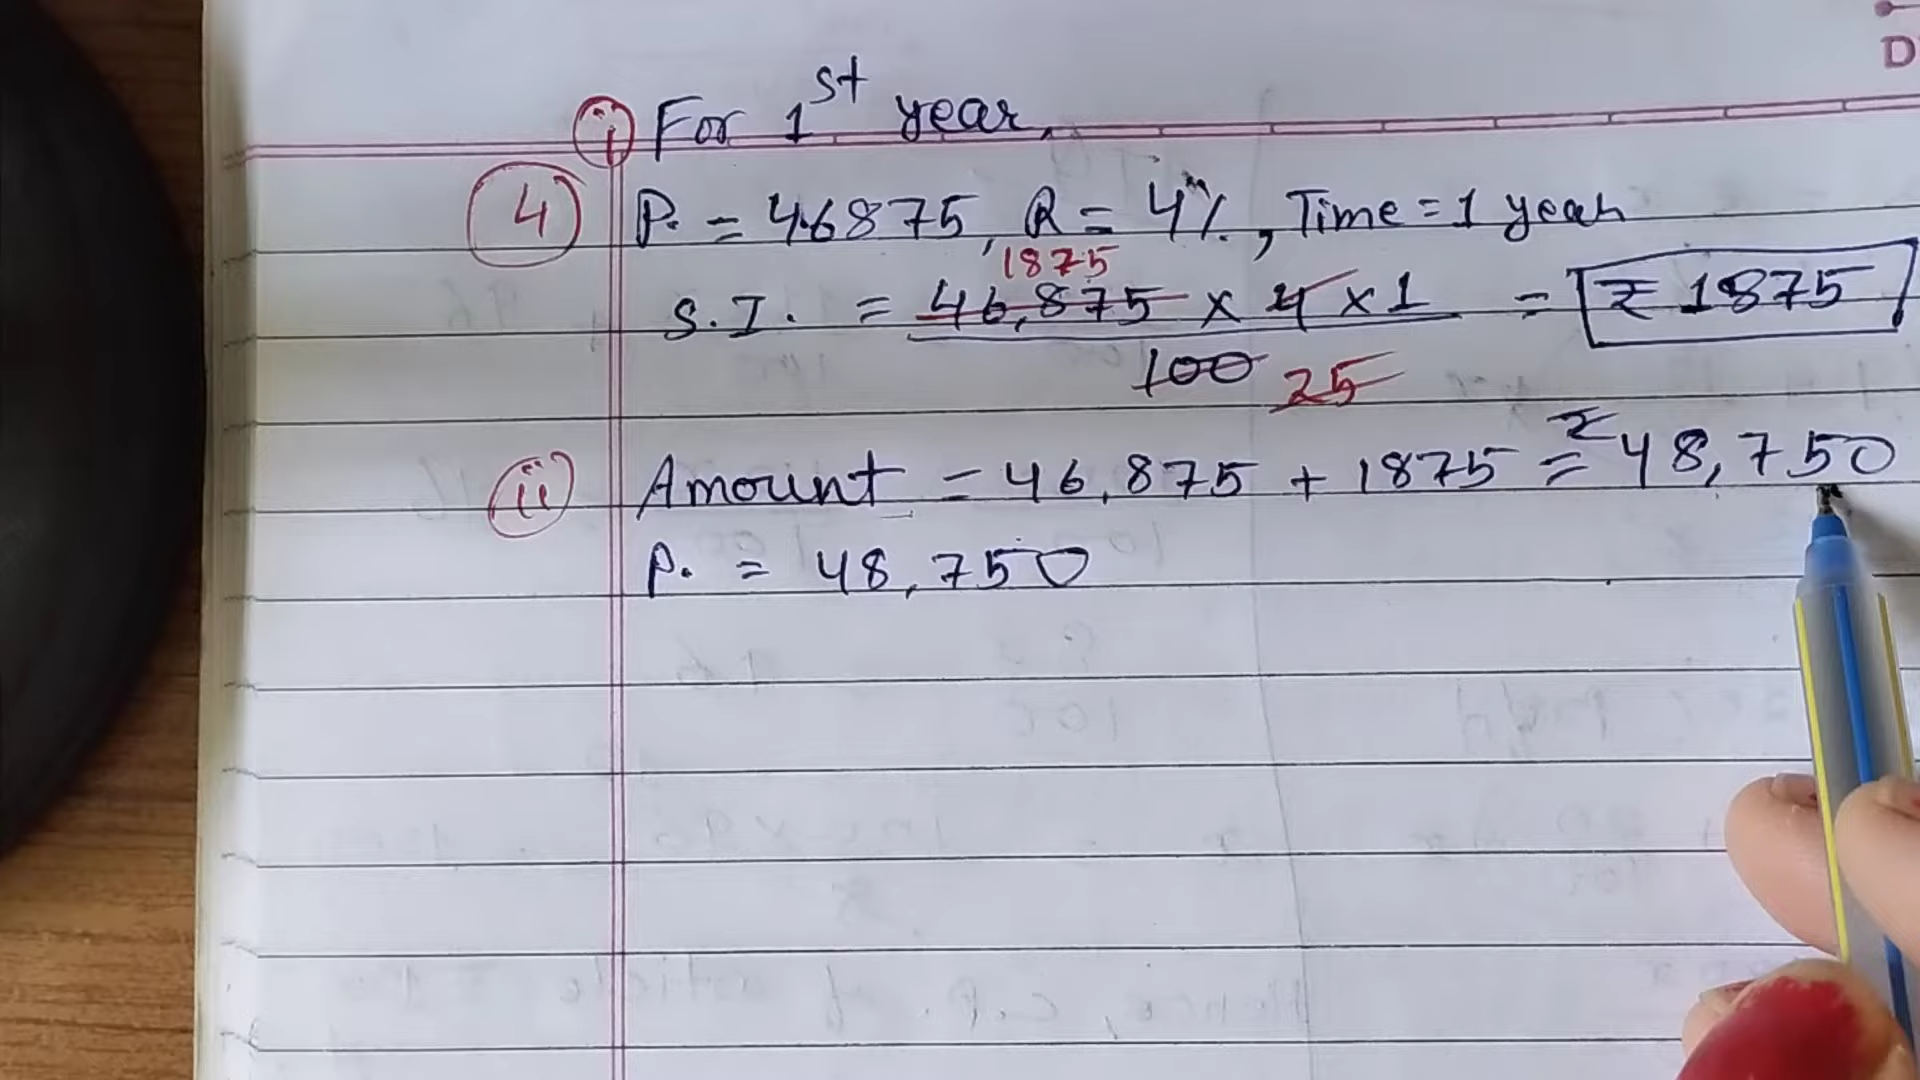 D
(i) For 1st year,
(4) P. = 46875, R = 4%, Time = 1 year
1875
S.I. = 46,875 x 4 x 1 = ₹ 1875
100 25
(ii) Amount = 46,875 + 1875 = ₹48,750
P. = 48,750